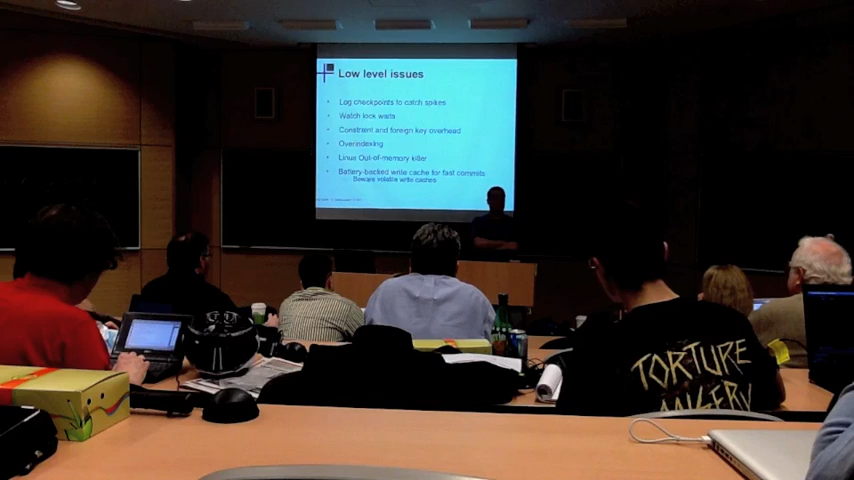 Low level issues
Log checkpoints to catch spikes
Watch lock waits
Constraint and foreign key overhead
Overindexing
Linux Out-of-memory killer
Battery-backed write cache for fast commits
Beware volatile write caches
TORTURE